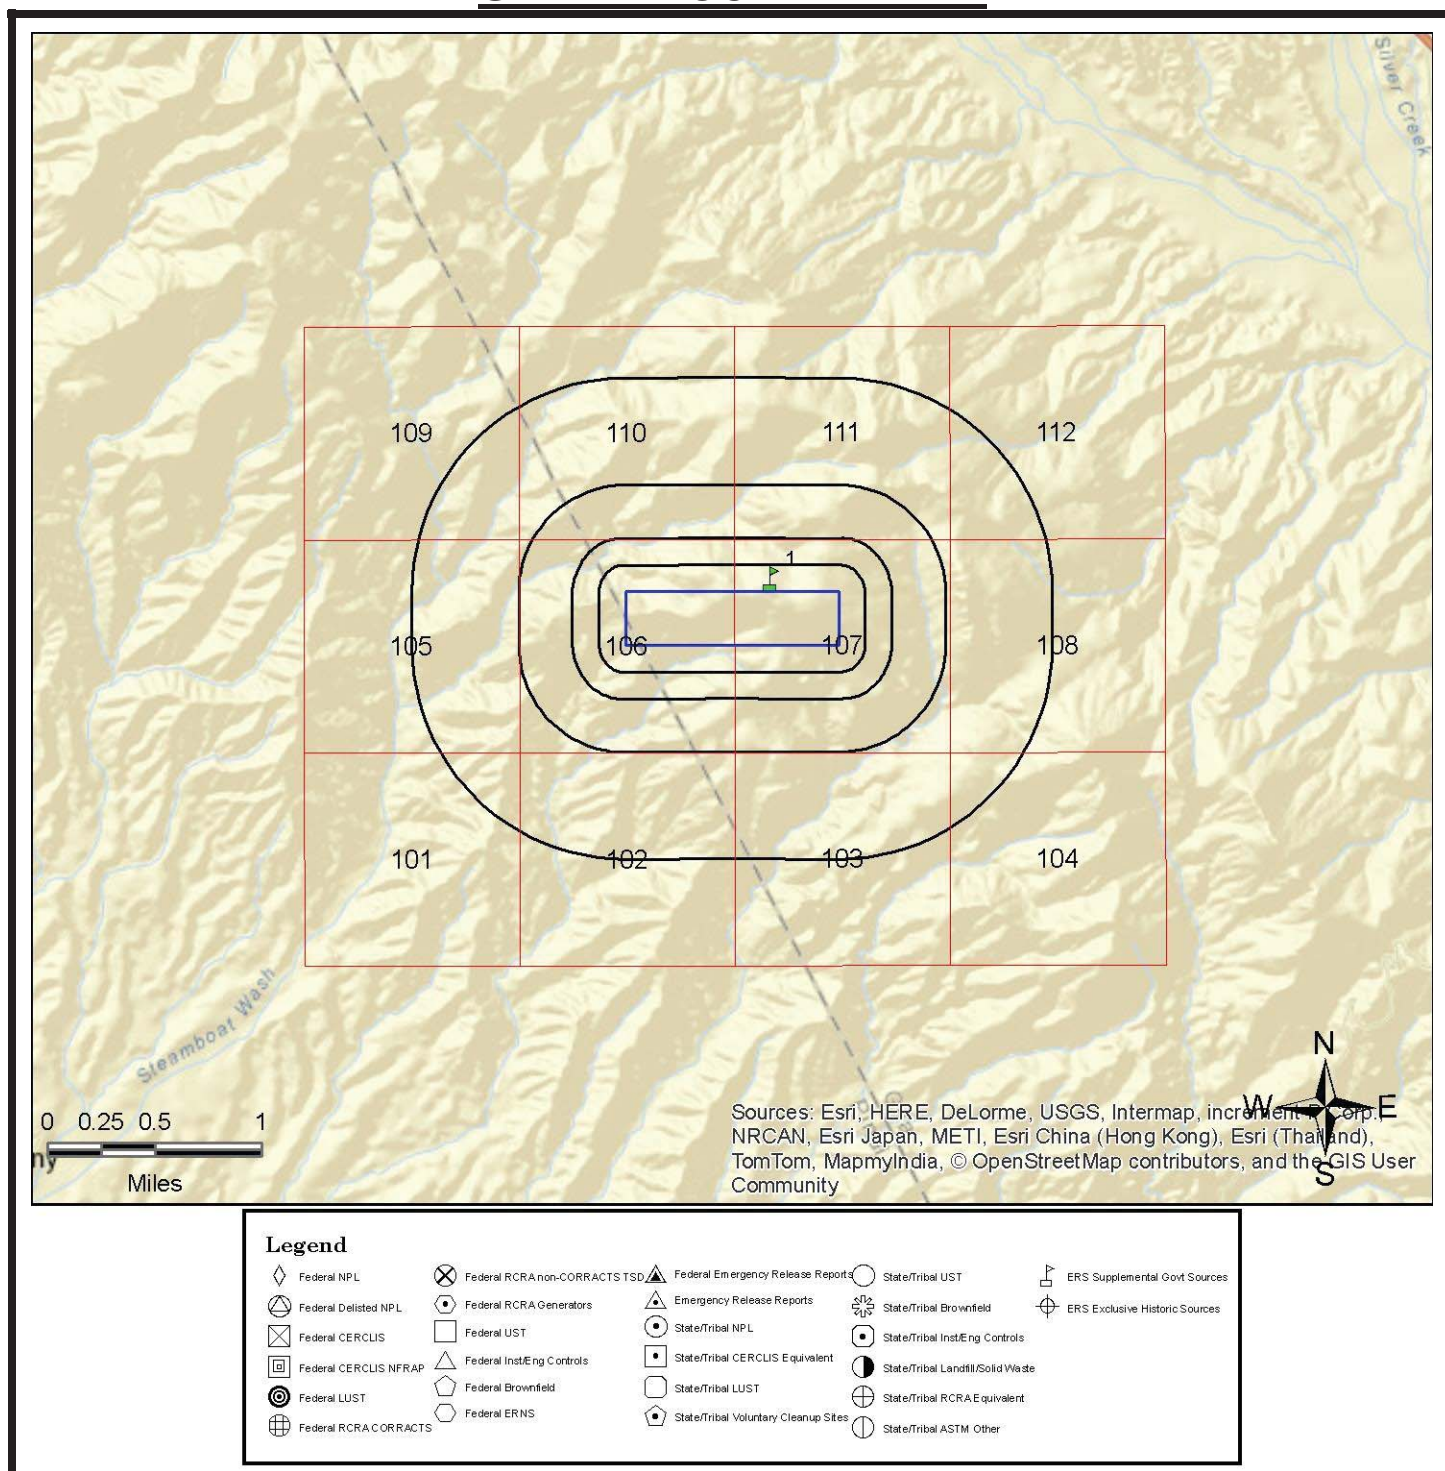 Silver Creek
109 110 111 112
1
105 106 107 108
101 102 103 104
Steamboat Wash
0 0.25 0.5 1
Miles
ny
N
W E
S
Sources: Esri, HERE, DeLorme, USGS, Intermap, increment P Corp.,
NRCAN, Esri Japan, METI, Esri China (Hong Kong), Esri (Thailand),
TomTom, MapmyIndia, © OpenStreetMap contributors, and the GIS User
Community
Legend
Federal NPL
Federal Delisted NPL
Federal CERCLIS
Federal CERCLIS NFRAP
Federal LUST
Federal RCRA CORRACTS
Federal RCRA non-CORRACTS TSD
Federal RCRA Generators
Federal UST
Federal Inst/Eng Controls
Federal Brownfield
Federal ERNS
Federal Emergency Release Reports
Emergency Release Reports
State/Tribal NPL
State/Tribal CERCLIS Equivalent
State/Tribal LUST
State/Tribal Voluntary Cleanup Sites
State/Tribal UST
State/Tribal Brownfield
State/Tribal Inst/Eng Controls
State/Tribal Landfill/Solid Waste
State/Tribal RCRA Equivalent
State/Tribal ASTM Other
ERS Supplemental Govt Sources
ERS Exclusive Historic Sources